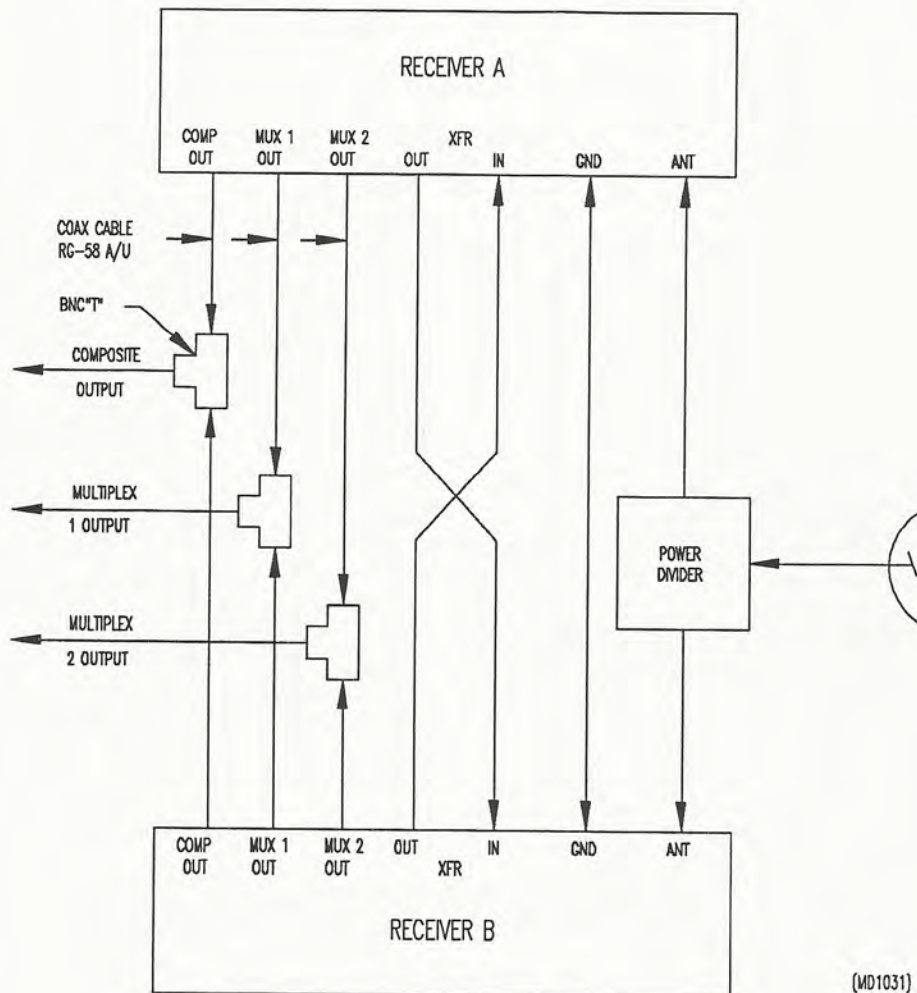 RECEIVER A
COMP MUX 1 MUX 2 XFR
OUT OUT OUT OUT IN GND ANT
COAX CABLE
RG-58 A/U
BNC"T"
COMPOSITE
OUTPUT
MULTIPLEX
1 OUTPUT
POWER
DIVIDER
MULTIPLEX
2 OUTPUT
COMP MUX 1 MUX 2 OUT IN GND ANT
OUT OUT OUT XFR
RECEIVER B
(MD1031)